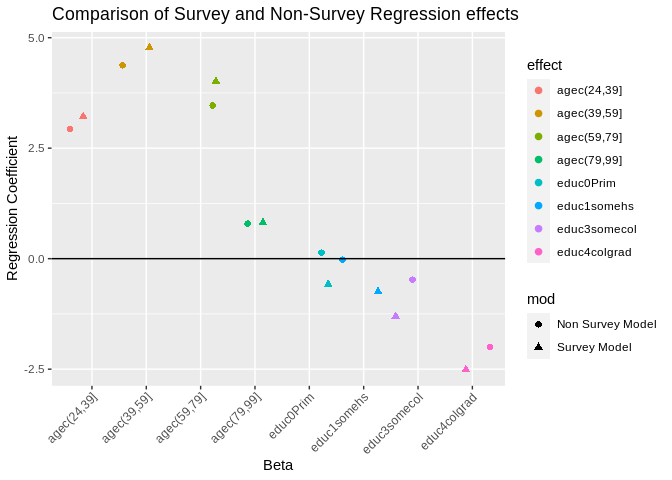 Comparison of Survey and Non-Survey Regression effects
5.0
2.5
0.0
-2.5
Regression Coefficient
agec(24,39]
agec(39,59]
agec(59,79]
agec(79,99]
educ0Prim
educ1somehs
educ3somecol
educ4colgrad
Beta
effect
agec(24,39]
agec(39,59]
agec(59,79]
agec(79,99]
educ0Prim
educ1somehs
educ3somecol
educ4colgrad
mod
Non Survey Model
Survey Model